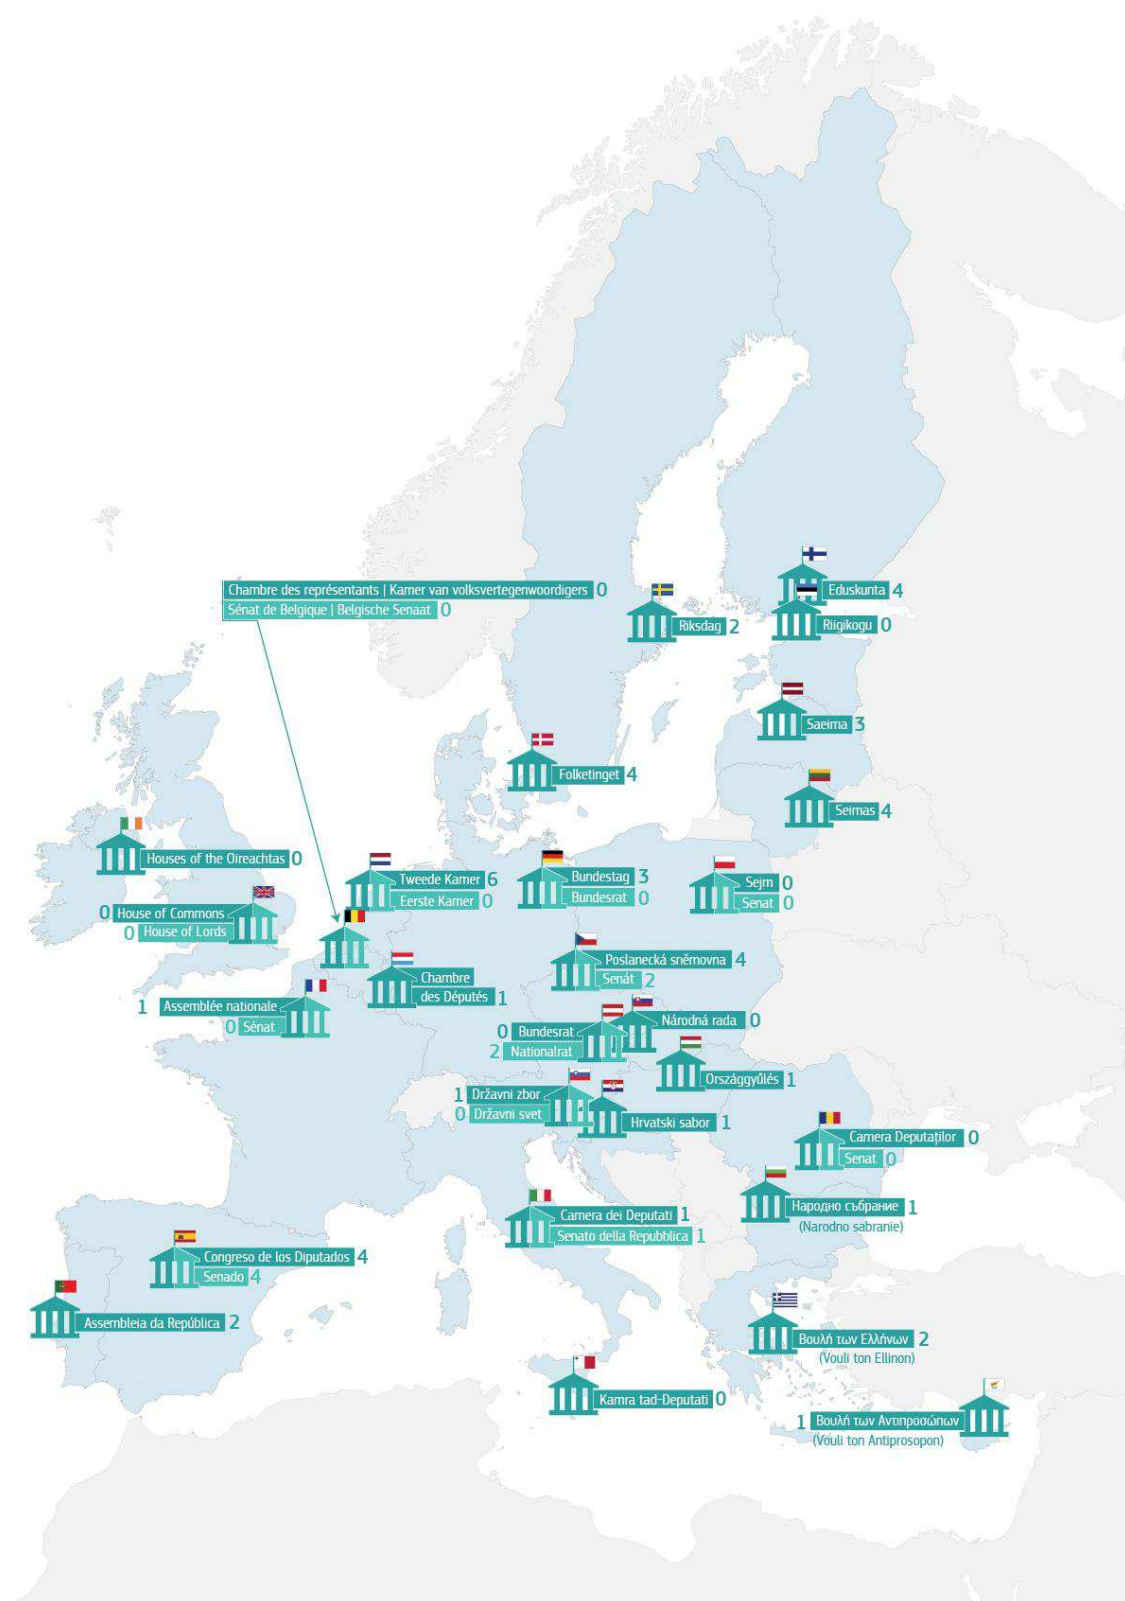 Eduskunta 4
Chambre des représentants | Kamer van volksvertegenwoordigers 0
Sénat de Belgique | Belgische Senaat 0
Riksdag 2
Riigikogu 0
Saeima 3
Folketinget 4
Seimas 4
Houses of the Oireachtas 0
Tweede Kamer 6
Eerste Kamer 0
Bundestag 3
Bundesrat 0
Sejm 0
Senat 0
0 House of Commons
0 House of Lords
Poslanecká sněmovna 4
Senát 2
Chambre
des Députés 1
1 Assemblée nationale
0 Sénat
Národná rada 0
0 Bundesrat
2 Nationalrat
Országgyűlés 1
1 Državni zbor
0 Državni svet
Hrvatski sabor 1
Camera Deputaților 0
Senat 0
Народно събрание 1
(Narodno sabranie)
Camera dei Deputati 1
Senato della Repubblica 1
Congreso de los Diputados 4
Senado 4
Assembleia da República 2
Βουλή των Ελλήνων 2
(Vouli ton Ellinon)
Kamra tad-Deputati 0
1 Βουλή των Αντιπροσώπων
(Vouli ton Antiprosopon)